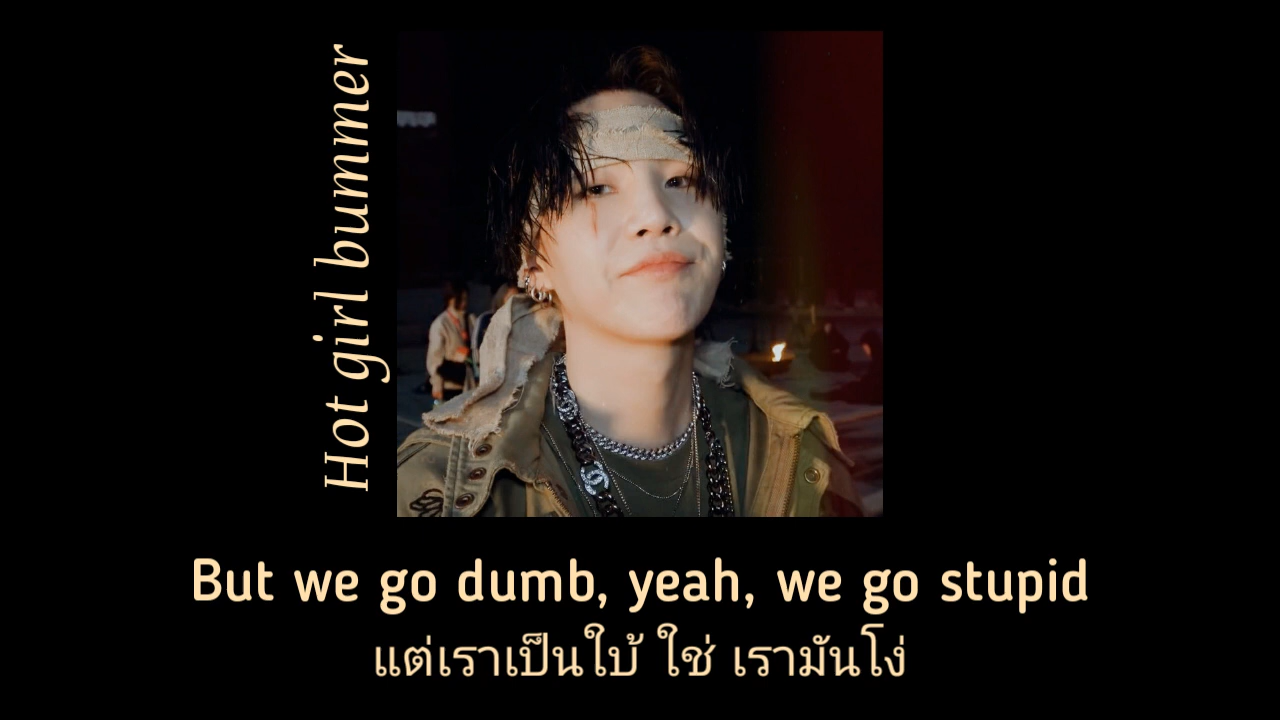 Hot girl bummer
But we go dumb, yeah, we go stupid
แต่เราเป็นใบ้ ใช่ เรามันโง่